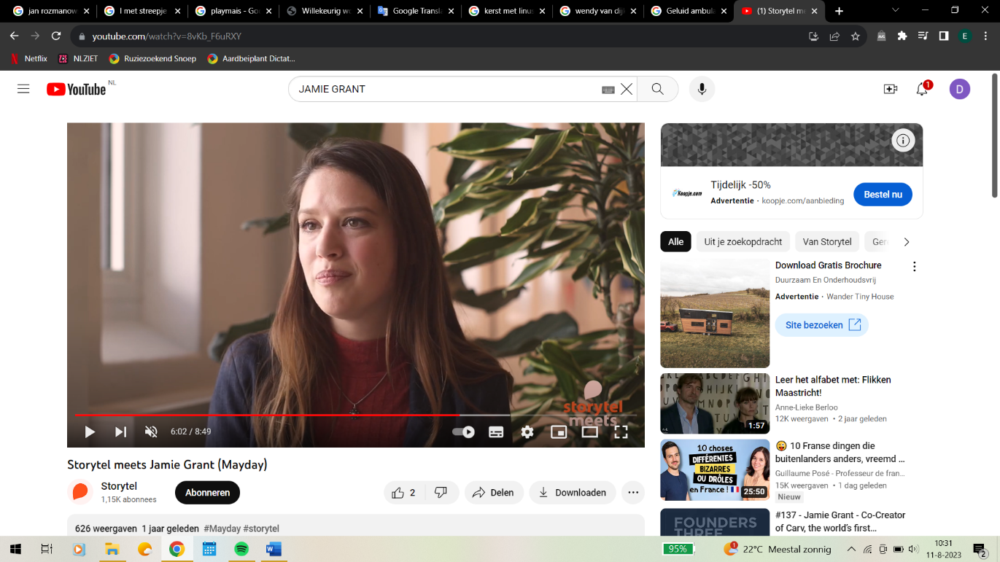 jan rozmanow
l met streepje
playmais - Go
Willekeurig wo
Google Transla
kerst met linus
wendy van dijk
Geluid ambula
(1) Storytel me
youtube.com/watch?v=8vKb_F6uRXY
E
Netflix
NLZIET
Ruziezoekend Snoep
Aardbeiplant Dictat...
YouTube NL
JAMIE GRANT
1
D
storytel
meets
6:02 / 8:49
Storytel meets Jamie Grant (Mayday)
Storytel
1,15K abonnees
Abonneren
2
Delen
Downloaden
626 weergaven 1 jaar geleden #Mayday #storytel
Koopje.com
Tijdelijk -50%
Advertentie · koopje.com/aanbieding
Bestel nu
Alle
Uit je zoekopdracht
Van Storytel
Ger
Download Gratis Brochure
Duurzaam En Onderhoudsvrij
Advertentie · Wander Tiny House
Site bezoeken
1:57
Leer het alfabet met: Flikken
Maastricht!
Anne-Lieke Berloo
12K weergaven • 2 jaar geleden
10 choses
DIFFÉRENTES
BIZARRES
OU DRÔLES
en France !
25:50
😜 10 Franse dingen die
buitenlanders anders, vreemd ...
Guillaume Posé - Professeur de fran...
15K weergaven • 1 dag geleden
Nieuw
FOUNDERS
THREE
#137 - Jamie Grant - Co-Creator
of Carv, the world's first...
95%
1
22°C Meestal zonnig
10:31
11-8-2023
2